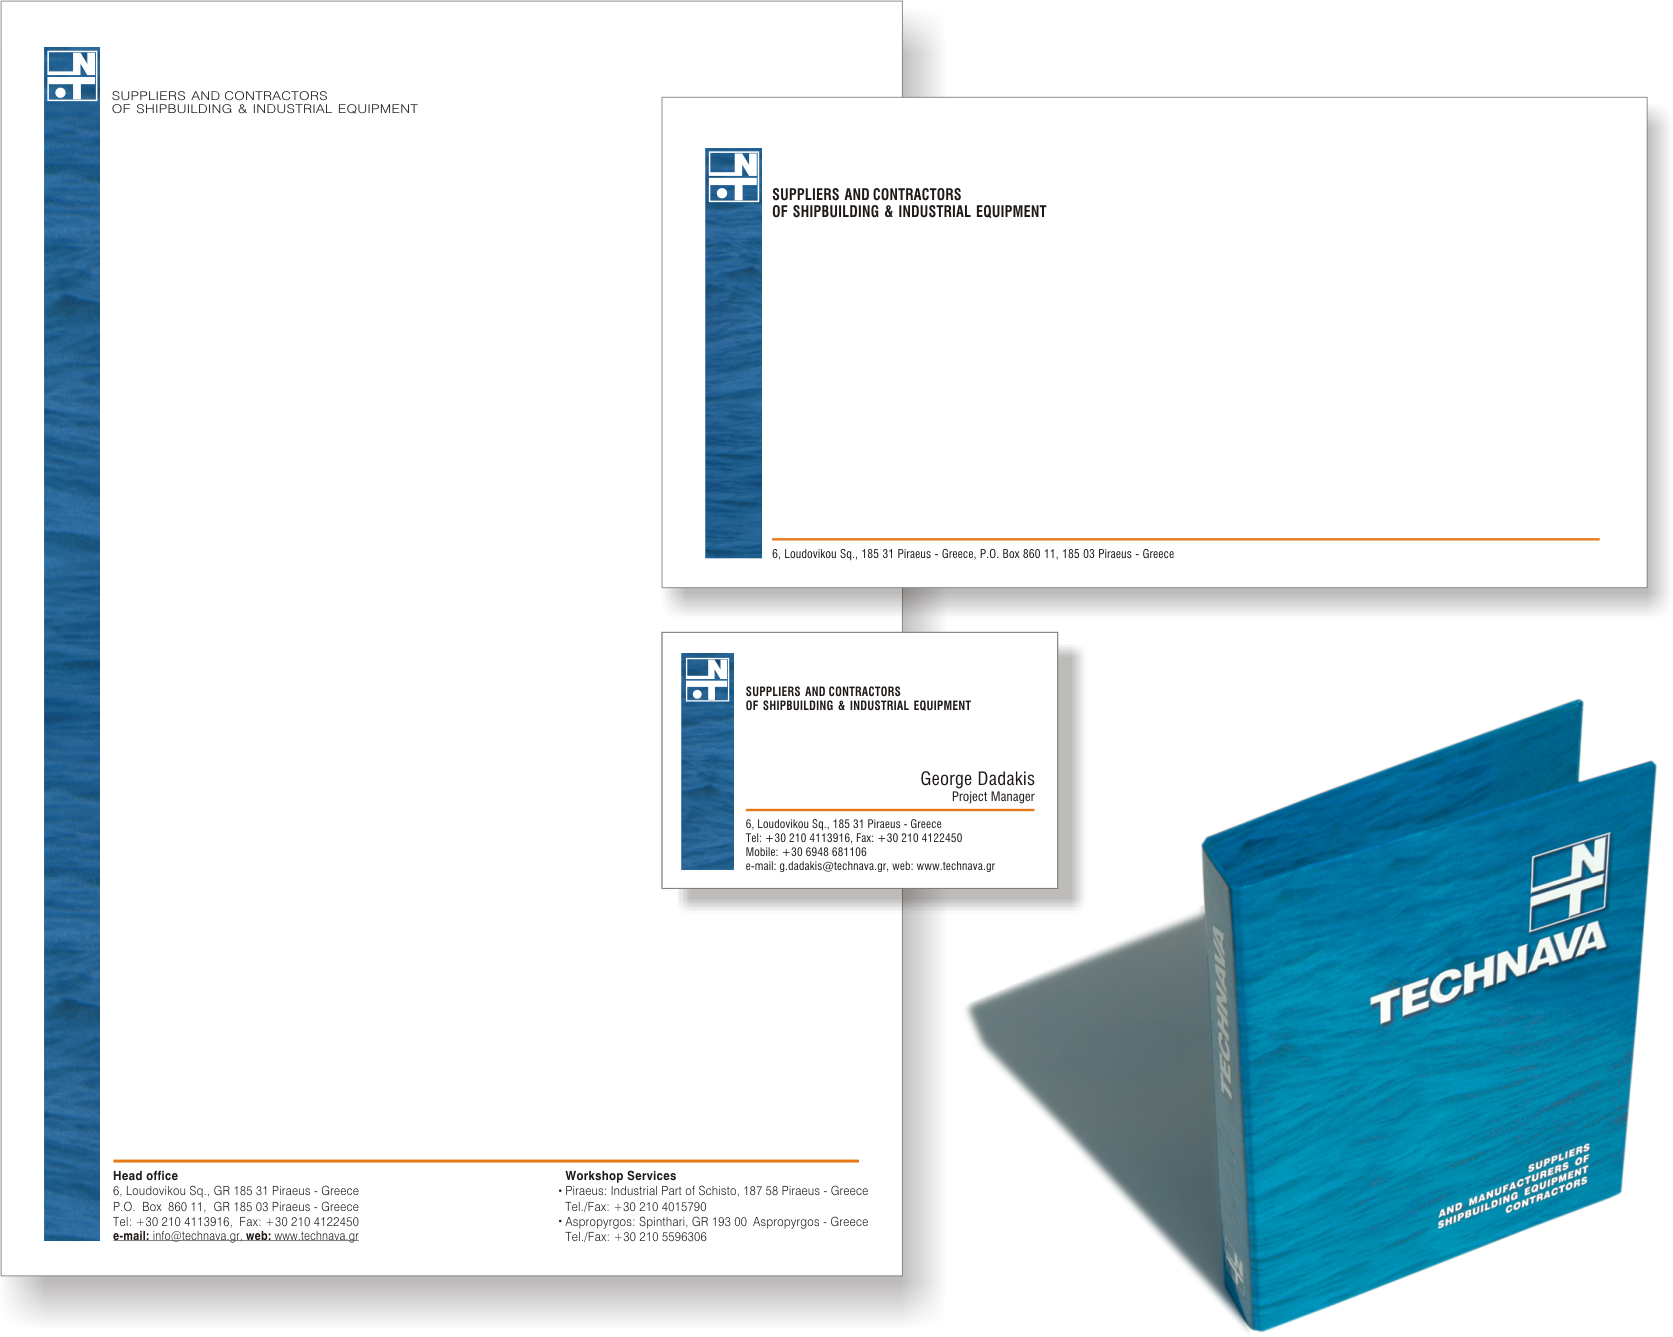 NT
SUPPLIERS AND CONTRACTORS
OF SHIPBUILDING & INDUSTRIAL EQUIPMENT
Head office
6, Loudovikou Sq., GR 185 31 Piraeus - Greece
P.O. Box 860 11, GR 185 03 Piraeus - Greece
Tel: +30 210 4113916, Fax: +30 210 4122450
e-mail: info@technava.gr, web: www.technava.gr
Workshop Services
• Piraeus: Industrial Part of Schisto, 187 58 Piraeus - Greece
Tel./Fax: +30 210 4015790
• Aspropyrgos: Spinthari, GR 193 00 Aspropyrgos - Greece
Tel./Fax: +30 210 5596306
NT
SUPPLIERS AND CONTRACTORS
OF SHIPBUILDING & INDUSTRIAL EQUIPMENT
6, Loudovikou Sq., 185 31 Piraeus - Greece, P.O. Box 860 11, 185 03 Piraeus - Greece
NT
SUPPLIERS AND CONTRACTORS
OF SHIPBUILDING & INDUSTRIAL EQUIPMENT
George Dadakis
Project Manager
6, Loudovikou Sq., 185 31 Piraeus - Greece
Tel: +30 210 4113916, Fax: +30 210 4122450
Mobile: +30 6948 681106
e-mail: g.dadakis@technava.gr, web: www.technava.gr
TECHNAVA
NT
TECHNAVA
SUPPLIERS
AND MANUFACTURERS OF
SHIPBUILDING EQUIPMENT
CONTRACTORS